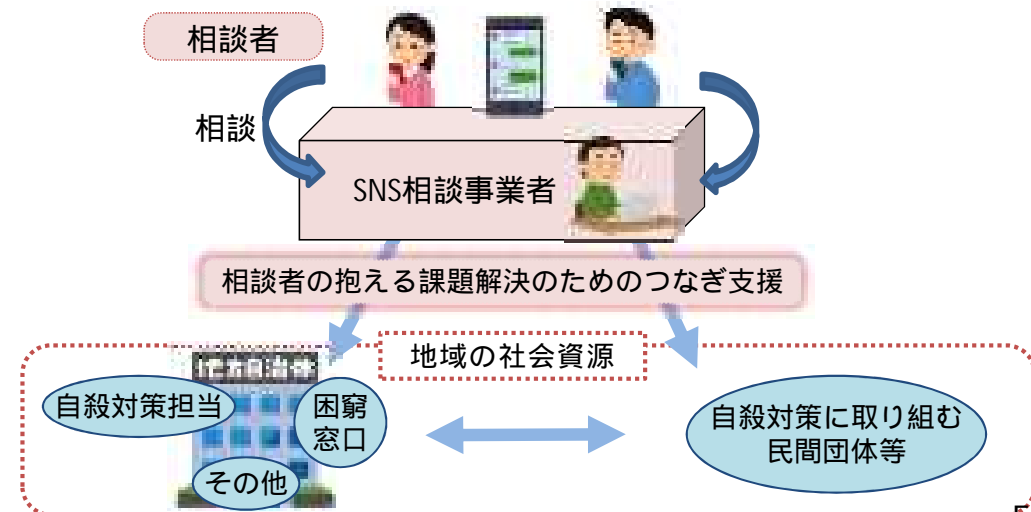 相談者
相談
SNS相談事業者
相談者の抱える課題解決のためのつなぎ支援
地域の社会資源
自殺対策担当
困窮
窓口
その他
自殺対策に取り組む
民間団体等